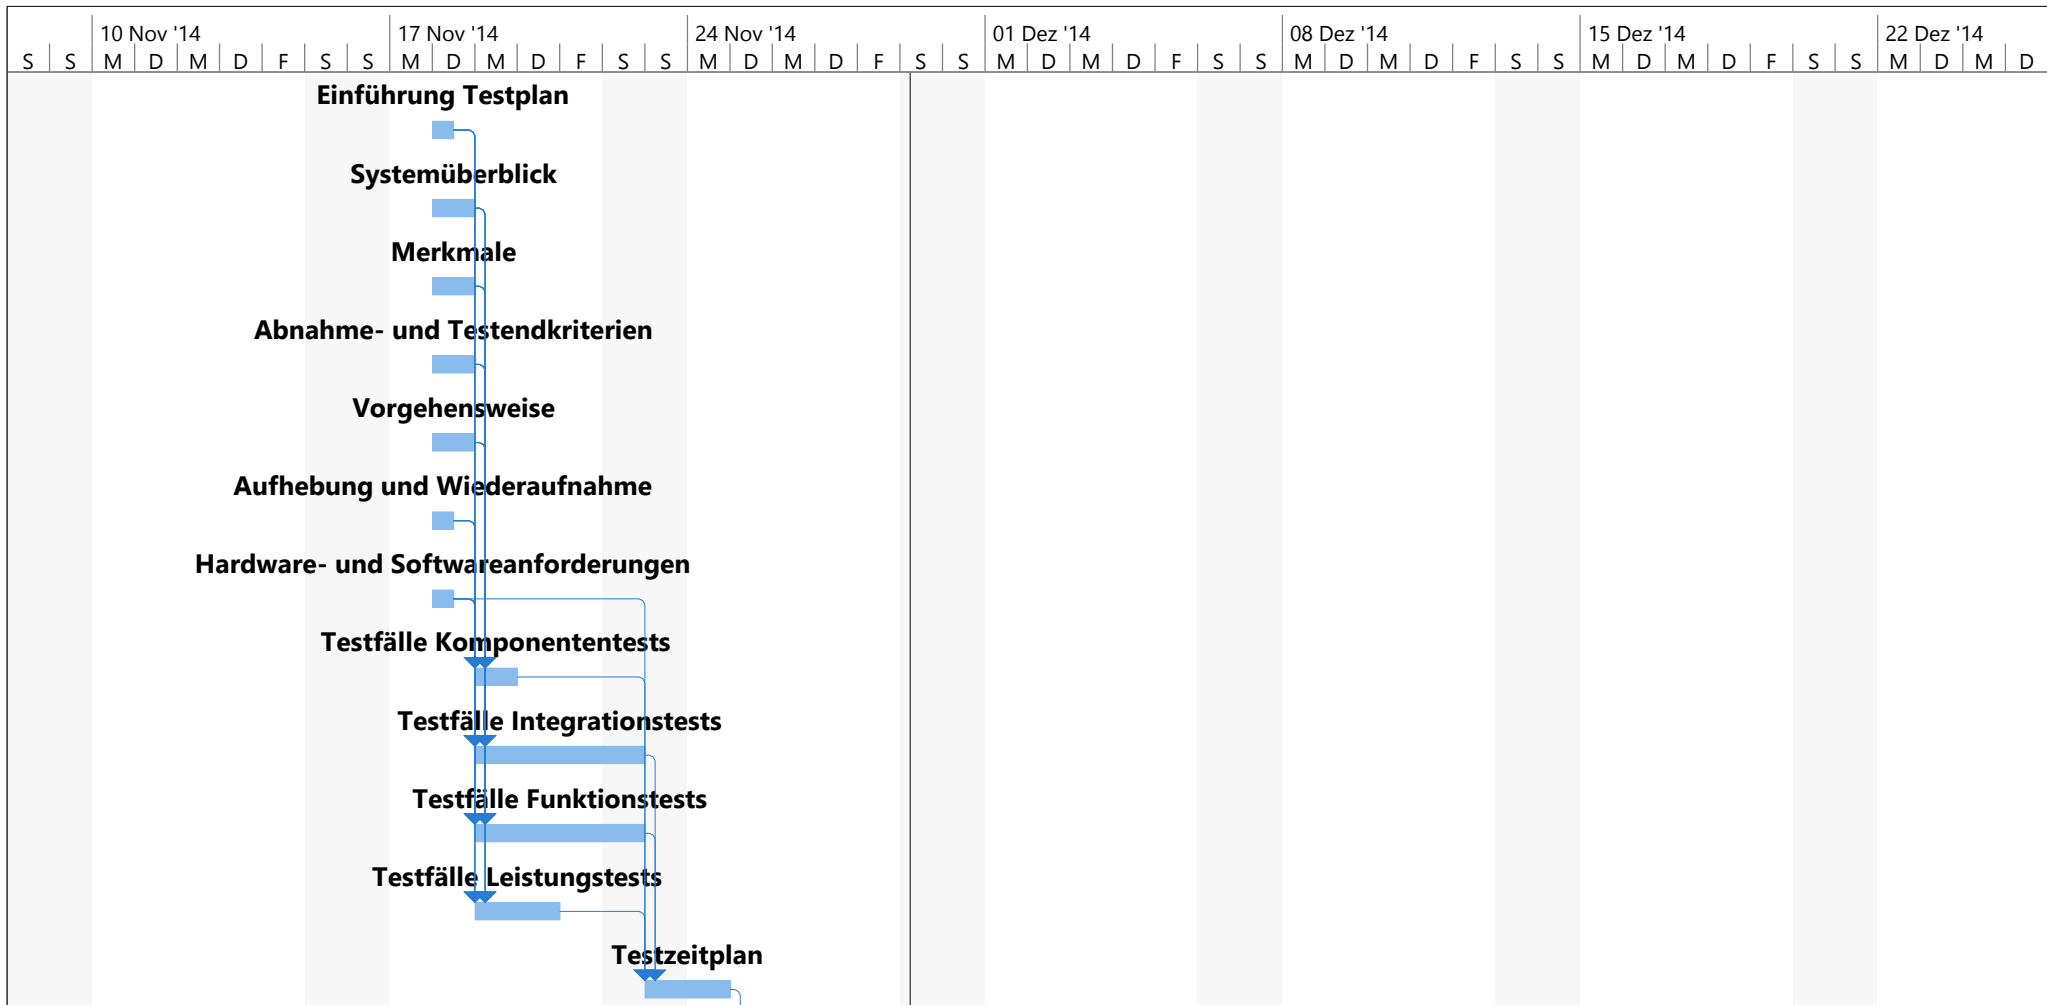 10 Nov '14 17 Nov '14 24 Nov '14 01 Dez '14 08 Dez '14 15 Dez '14 22 Dez '14
S S M D M D F S S M D M D F S S M D M D F S S M D M D F S S M D M D F S S M D M D F S S M D M D
Einführung Testplan
Systemüberblick
Merkmale
Abnahme- und Testendkriterien
Vorgehensweise
Aufhebung und Wiederaufnahme
Hardware- und Softwareanforderungen
Testfälle Komponententests
Testfälle Integrationstests
Testfälle Funktionstests
Testfälle Leistungstests
Testzeitplan